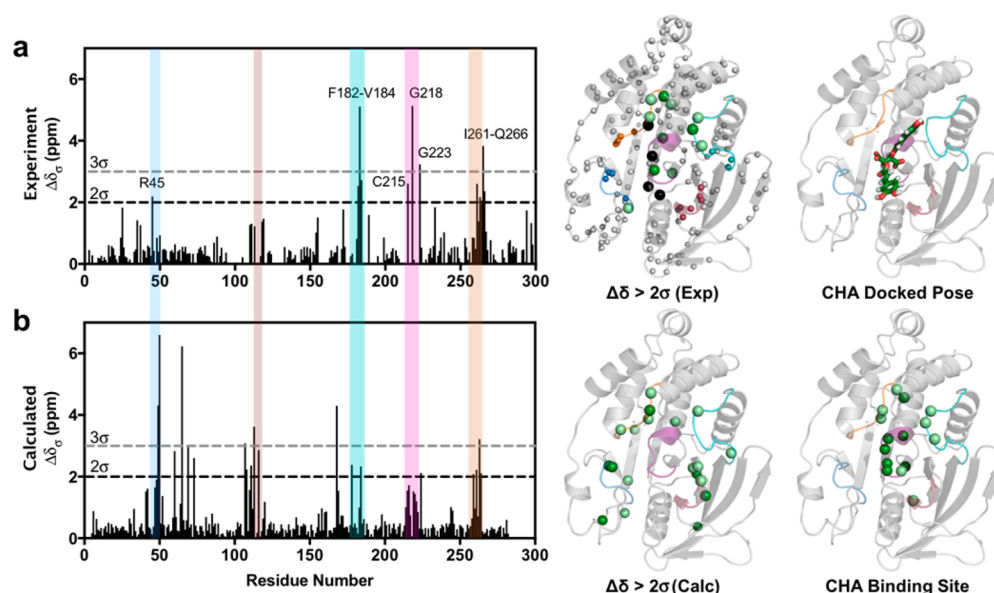 a
Experiment
Δδσ (ppm)
6
4
2
0
3σ
2σ
R45
F182-V184
G218
C215
G223
I261-Q266
0 50 100 150 200 250 300
Δδ > 2σ (Exp)
CHA Docked Pose
b
Calculated
Δδσ (ppm)
6
4
2
0
3σ
2σ
0 50 100 150 200 250 300
Residue Number
Δδ > 2σ(Calc)
CHA Binding Site